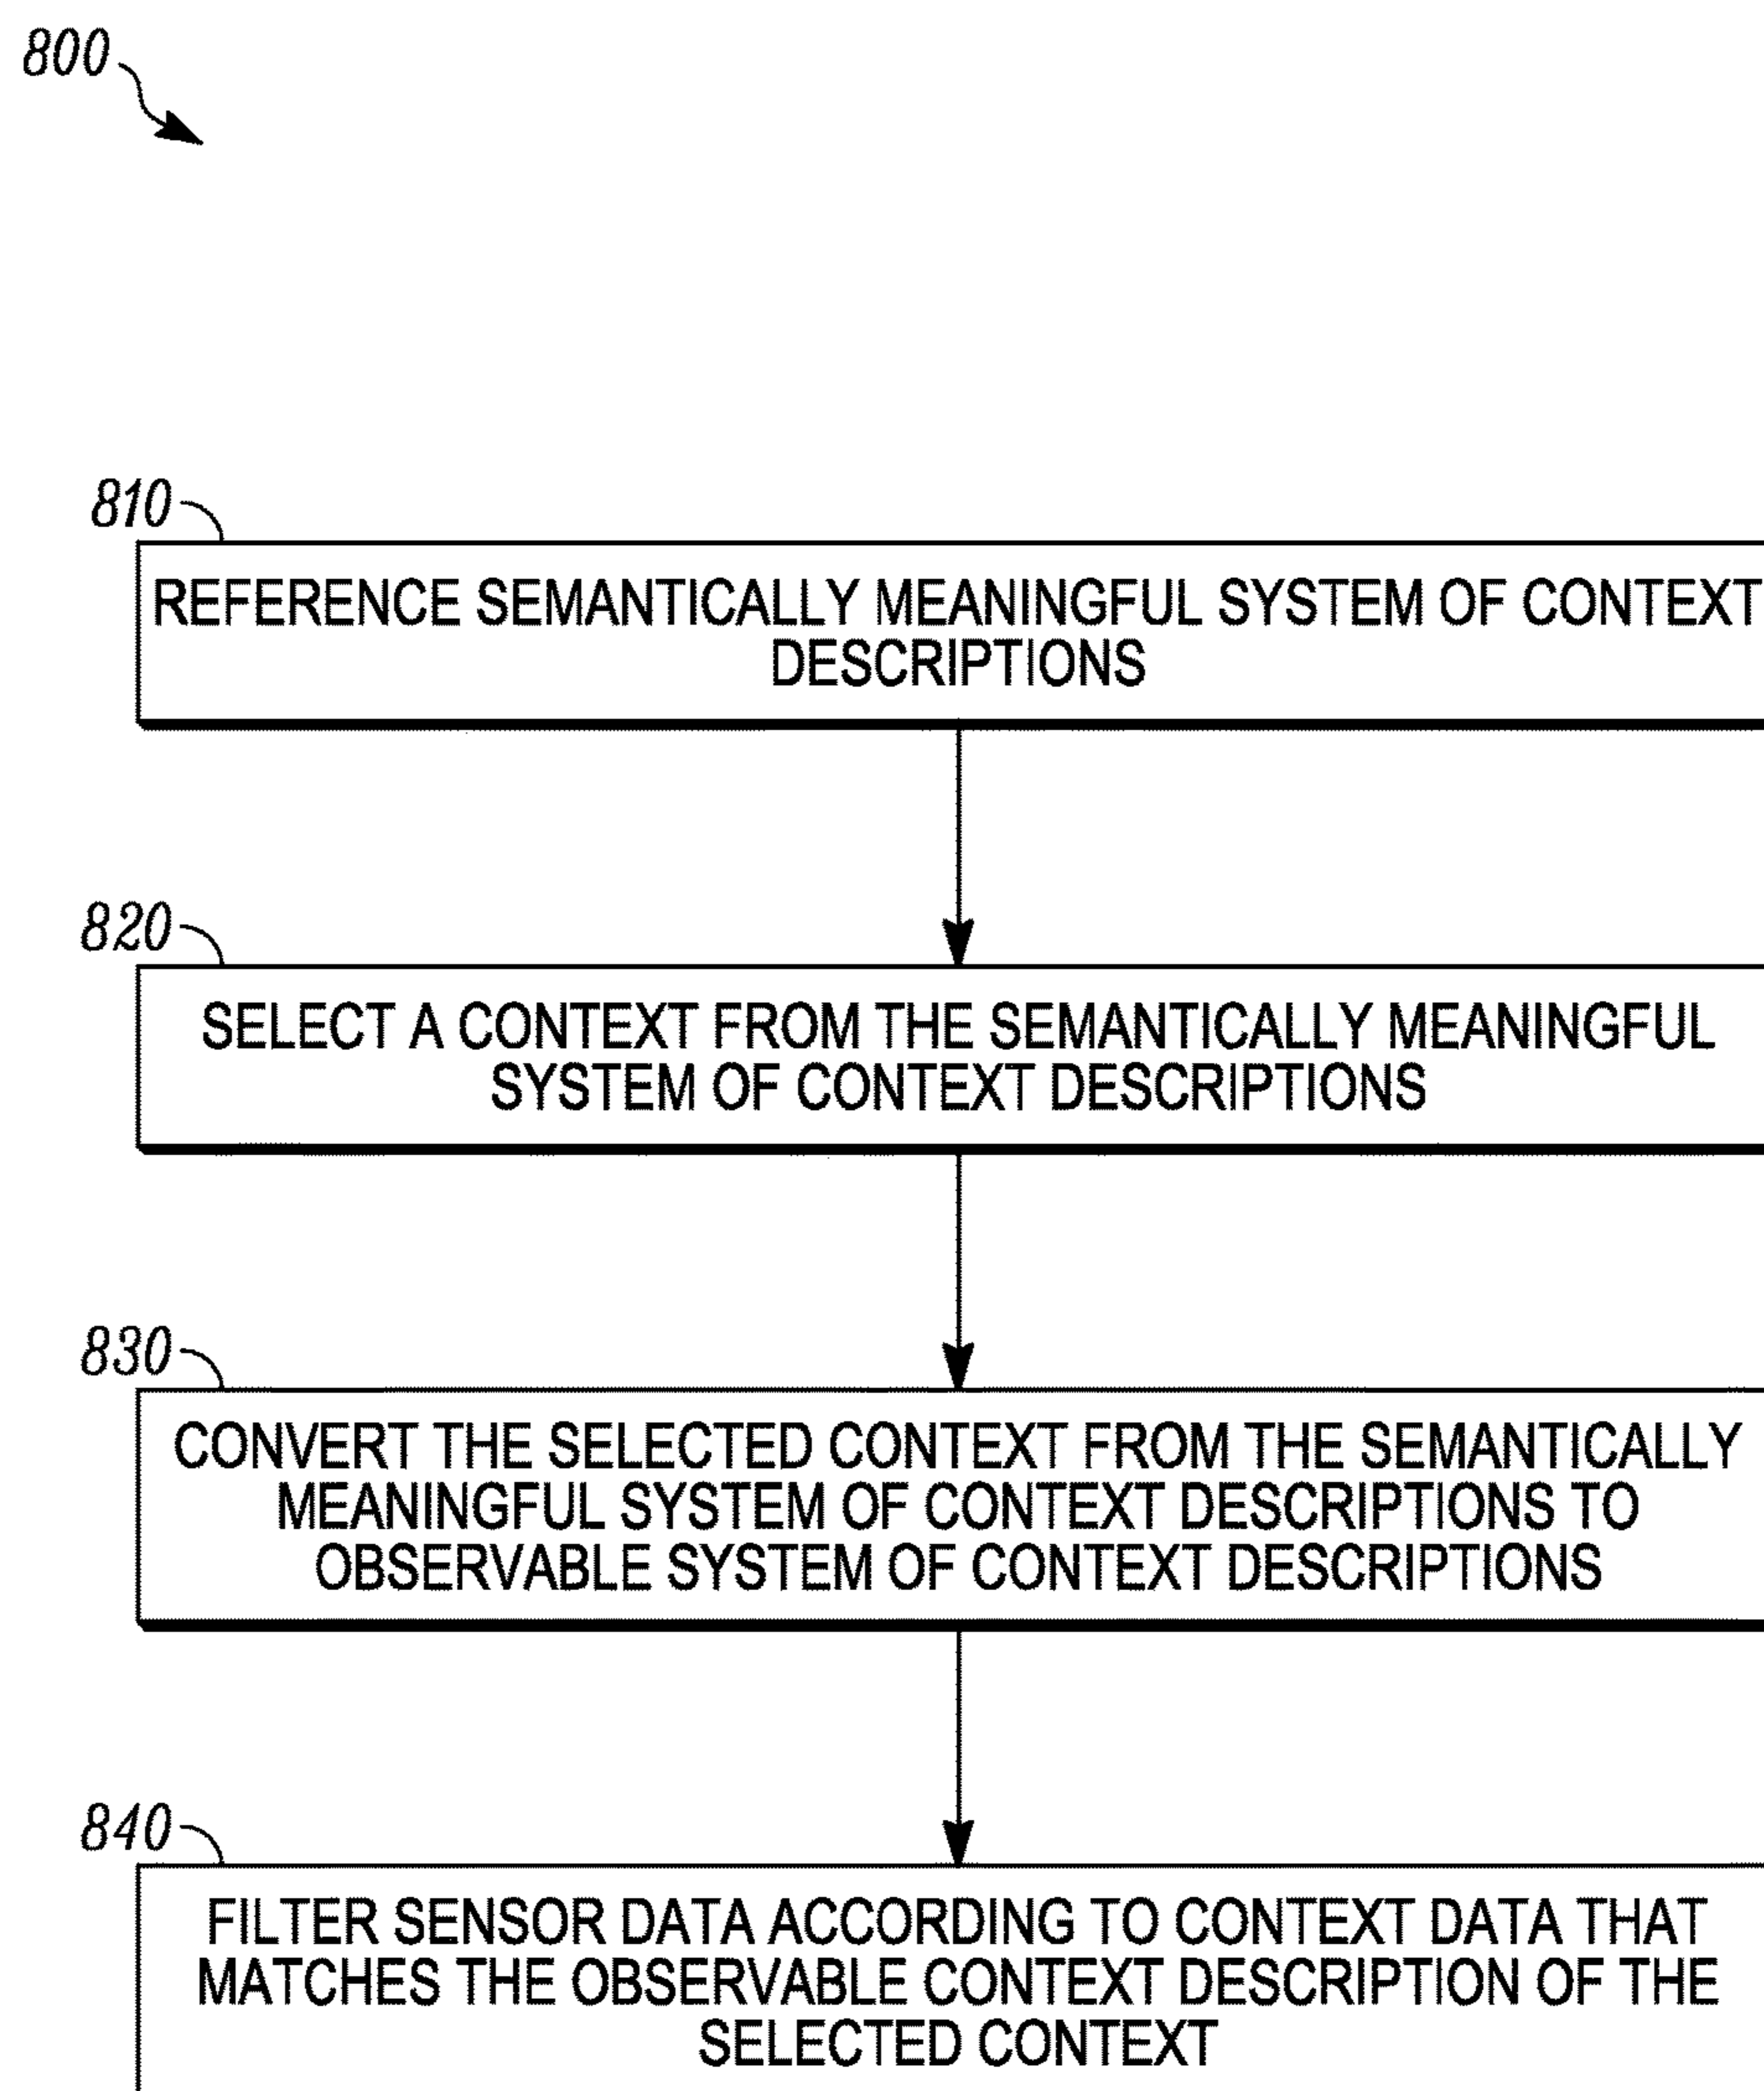 800
810
REFERENCE SEMANTICALLY MEANINGFUL SYSTEM OF CONTEXT
DESCRIPTIONS
820
SELECT A CONTEXT FROM THE SEMANTICALLY MEANINGFUL
SYSTEM OF CONTEXT DESCRIPTIONS
830
CONVERT THE SELECTED CONTEXT FROM THE SEMANTICALLY
MEANINGFUL SYSTEM OF CONTEXT DESCRIPTIONS TO
OBSERVABLE SYSTEM OF CONTEXT DESCRIPTIONS
840
FILTER SENSOR DATA ACCORDING TO CONTEXT DATA THAT
MATCHES THE OBSERVABLE CONTEXT DESCRIPTION OF THE
SELECTED CONTEXT